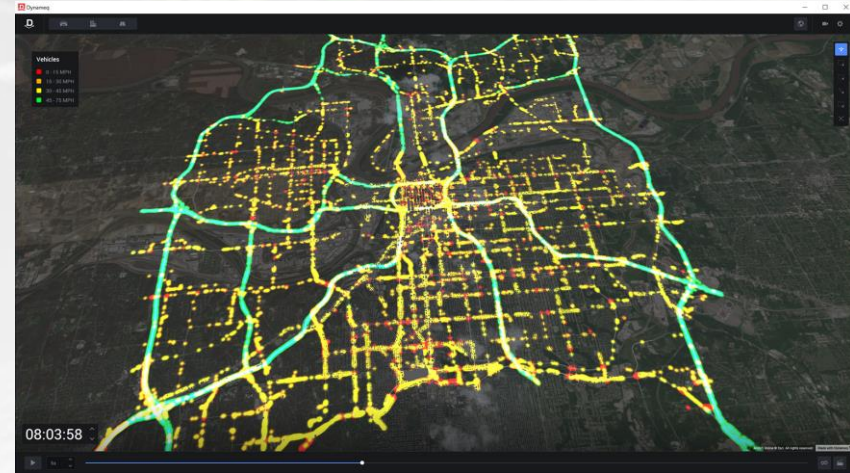 Dynameq
Vehicles
0 - 15 MPH
15 - 30 MPH
30 - 45 MPH
45 - 75 MPH
08:03:58